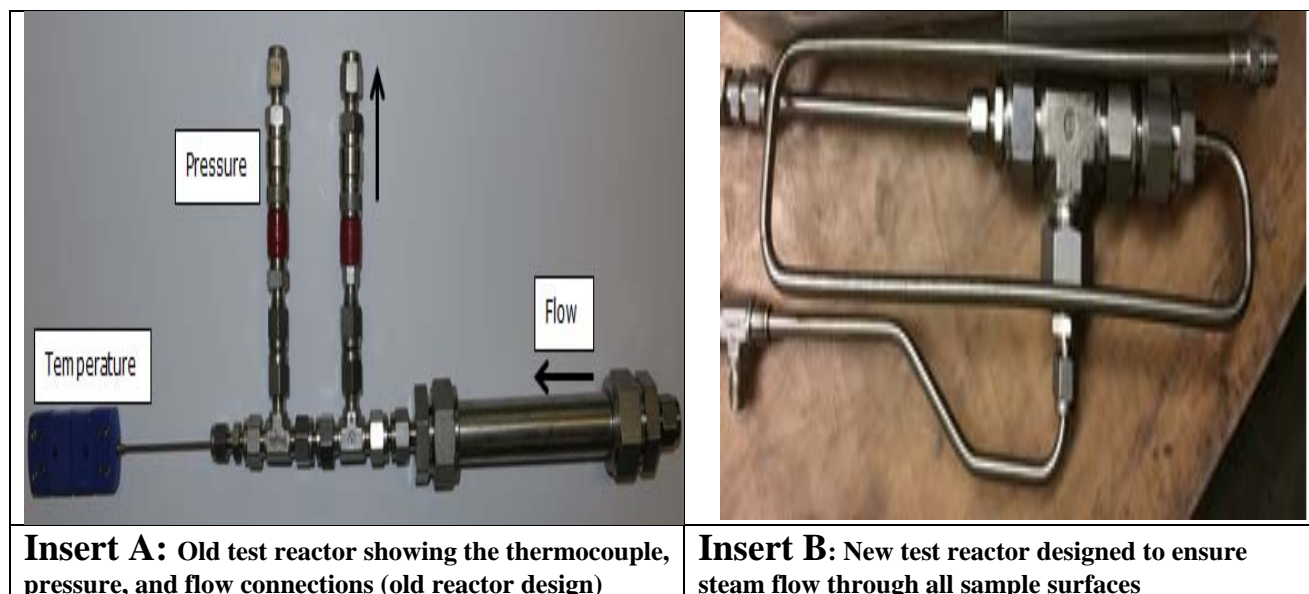 Pressure
Flow
Temperature
Insert A: Old test reactor showing the thermocouple,
pressure, and flow connections (old reactor design)
Insert B: New test reactor designed to ensure
steam flow through all sample surfaces